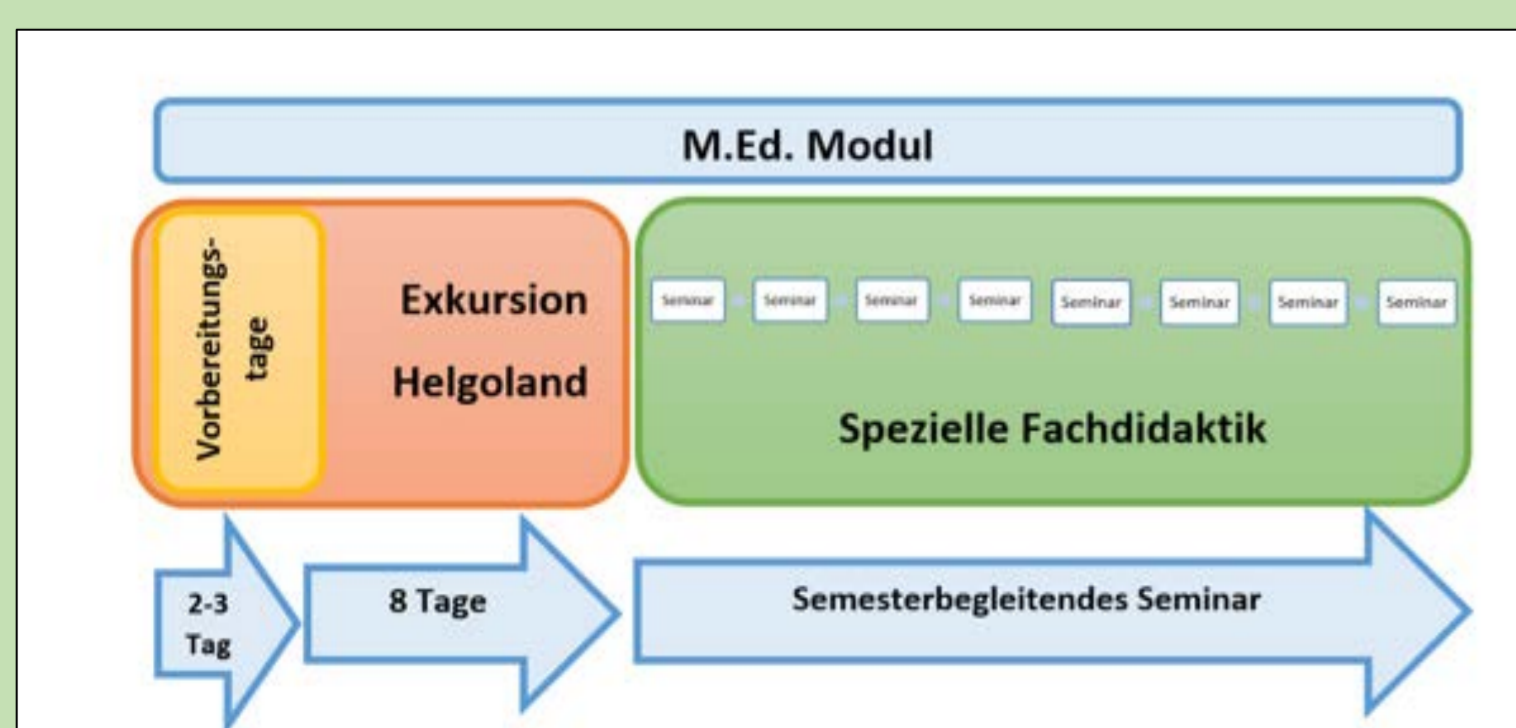 M.Ed. Modul
Vorbereitungs-
tage
Exkursion
Helgoland
Seminar
Seminar
Seminar
Seminar
Seminar
Seminar
Seminar
Seminar
Spezielle Fachdidaktik
2-3
Tag
8 Tage
Semesterbegleitendes Seminar